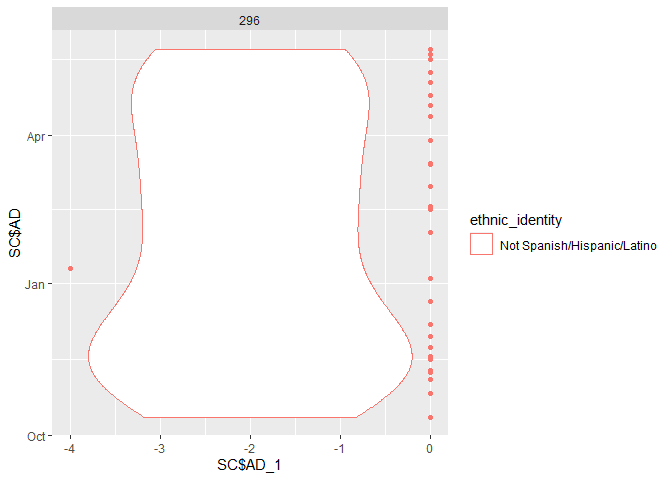 296
Apr
Jan
Oct
SC$AD
-4 -3 -2 -1 0
SC$AD_1
ethnic_identity
Not Spanish/Hispanic/Latino